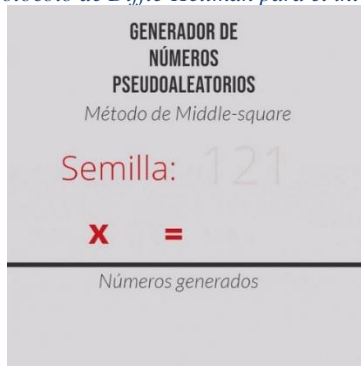 GENERADOR DE
NÚMEROS
PSEUDOALEATORIOS
Método de Middle-square
Semilla: 121
x =
Números generados